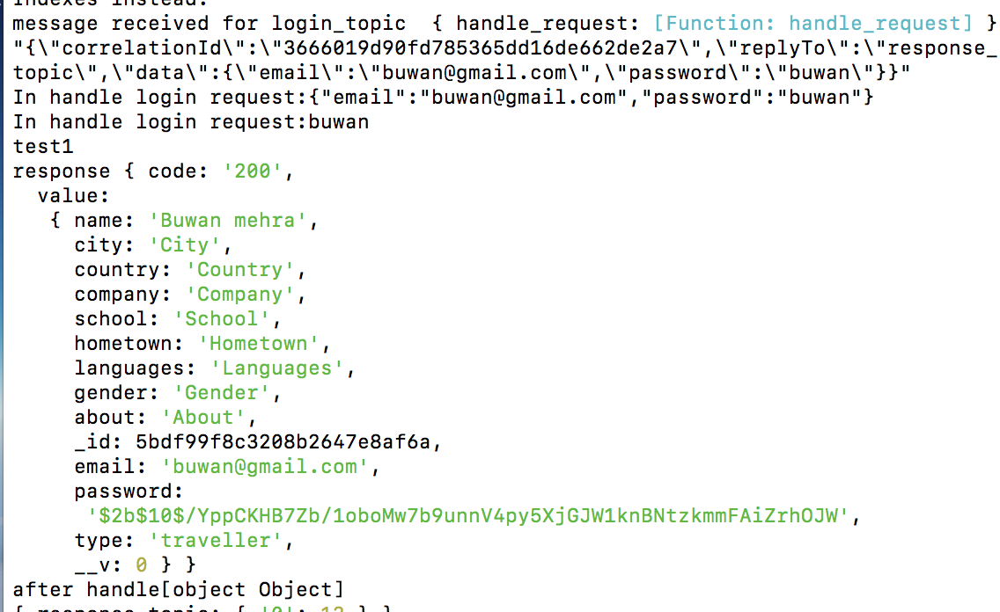 indexes instead.
message received for login_topic  { handle_request: [Function: handle_request] }
"{\"correlationId\":\"3666019d90fd785365dd16de662de2a7\",\"replyTo\":\"response_
topic\",\"data\":{\"email\":\"buwan@gmail.com\",\"password\":\"buwan\"}}"
In handle login request:{"email":"buwan@gmail.com","password":"buwan"}
In handle login request:buwan
test1
response { code: '200',
  value:
   { name: 'Buwan mehra',
     city: 'City',
     country: 'Country',
     company: 'Company',
     school: 'School',
     hometown: 'Hometown',
     languages: 'Languages',
     gender: 'Gender',
     about: 'About',
     _id: 5bdf99f8c3208b2647e8af6a,
     email: 'buwan@gmail.com',
     password:
      '$2b$10$/YppCKHB7Zb/1oboMw7b9unnV4py5XjGJW1knBNtzkmmFAiZrhOJW',
     type: 'traveller',
     __v: 0 } }
after handle[object Object]
{ response_topic: { '0': 12 } }